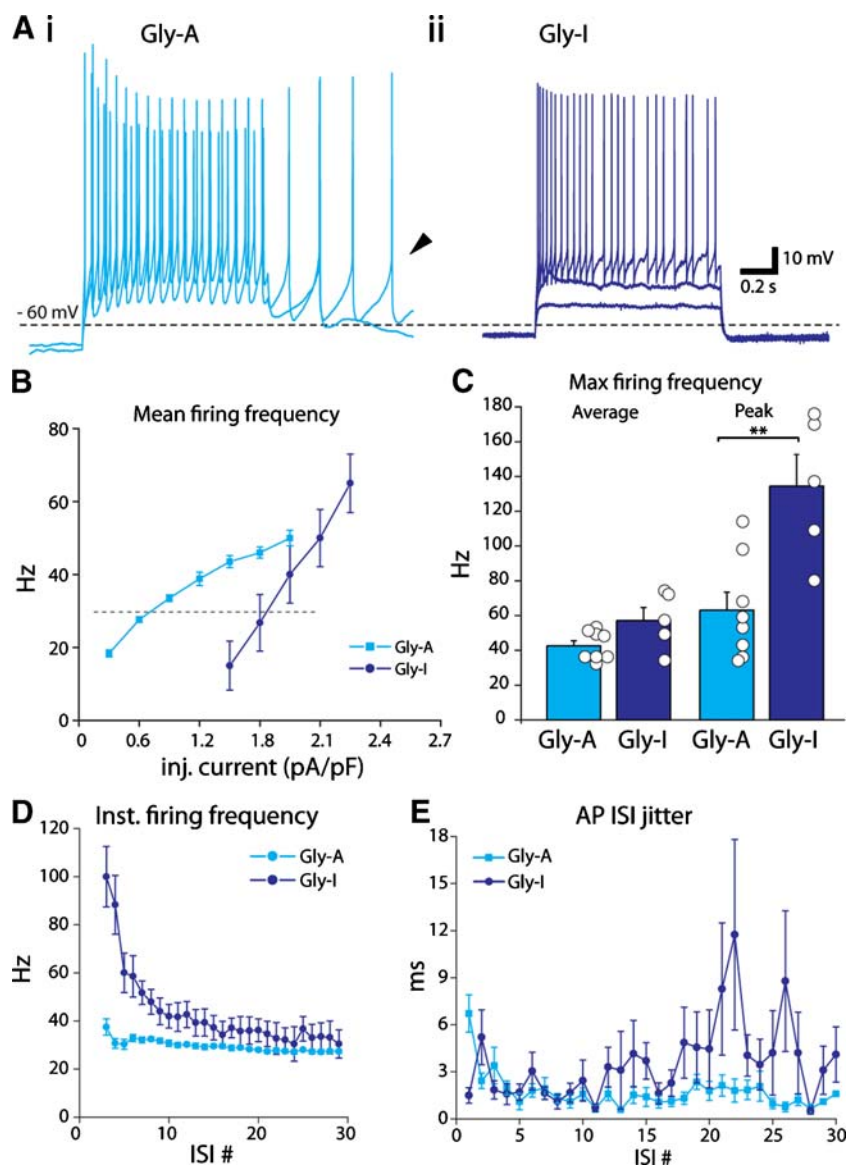 A i Gly-A ii Gly-I
- 60 mV
10 mV
0.2 s
B Mean firing frequency
Hz
80
60
40
20
0
0 0.6 1.2 1.8 2.1 2.4 2.7
inj. current (pA/pF)
Gly-A
Gly-I
C Max firing frequency
Average Peak
**
Hz
180
160
140
120
100
80
60
40
20
0
Gly-A Gly-I Gly-A Gly-I
D Inst. firing frequency
Hz
120
100
80
60
40
20
0
0 10 20 30
ISI #
Gly-A
Gly-I
E AP ISI jitter
ms
18
15
12
9
6
3
0
0 5 10 15 20 25 30
ISI #
Gly-A
Gly-I